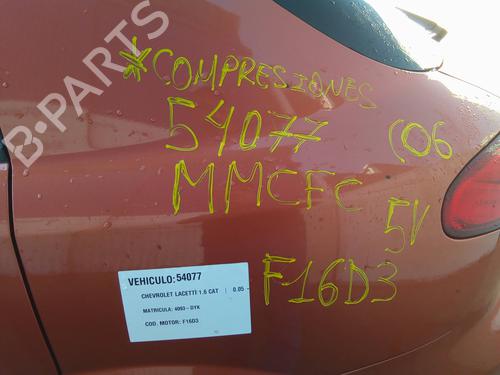 B-PARTS
*COMPRESIONES
54077
(06
MMCFC
5V
F16D3
VEHICULO:54077
CHEVROLET LACETTI 1.6 CAT | 0.05 -
MATRICULA: 4093-DYK
COD. MOTOR: F16D3